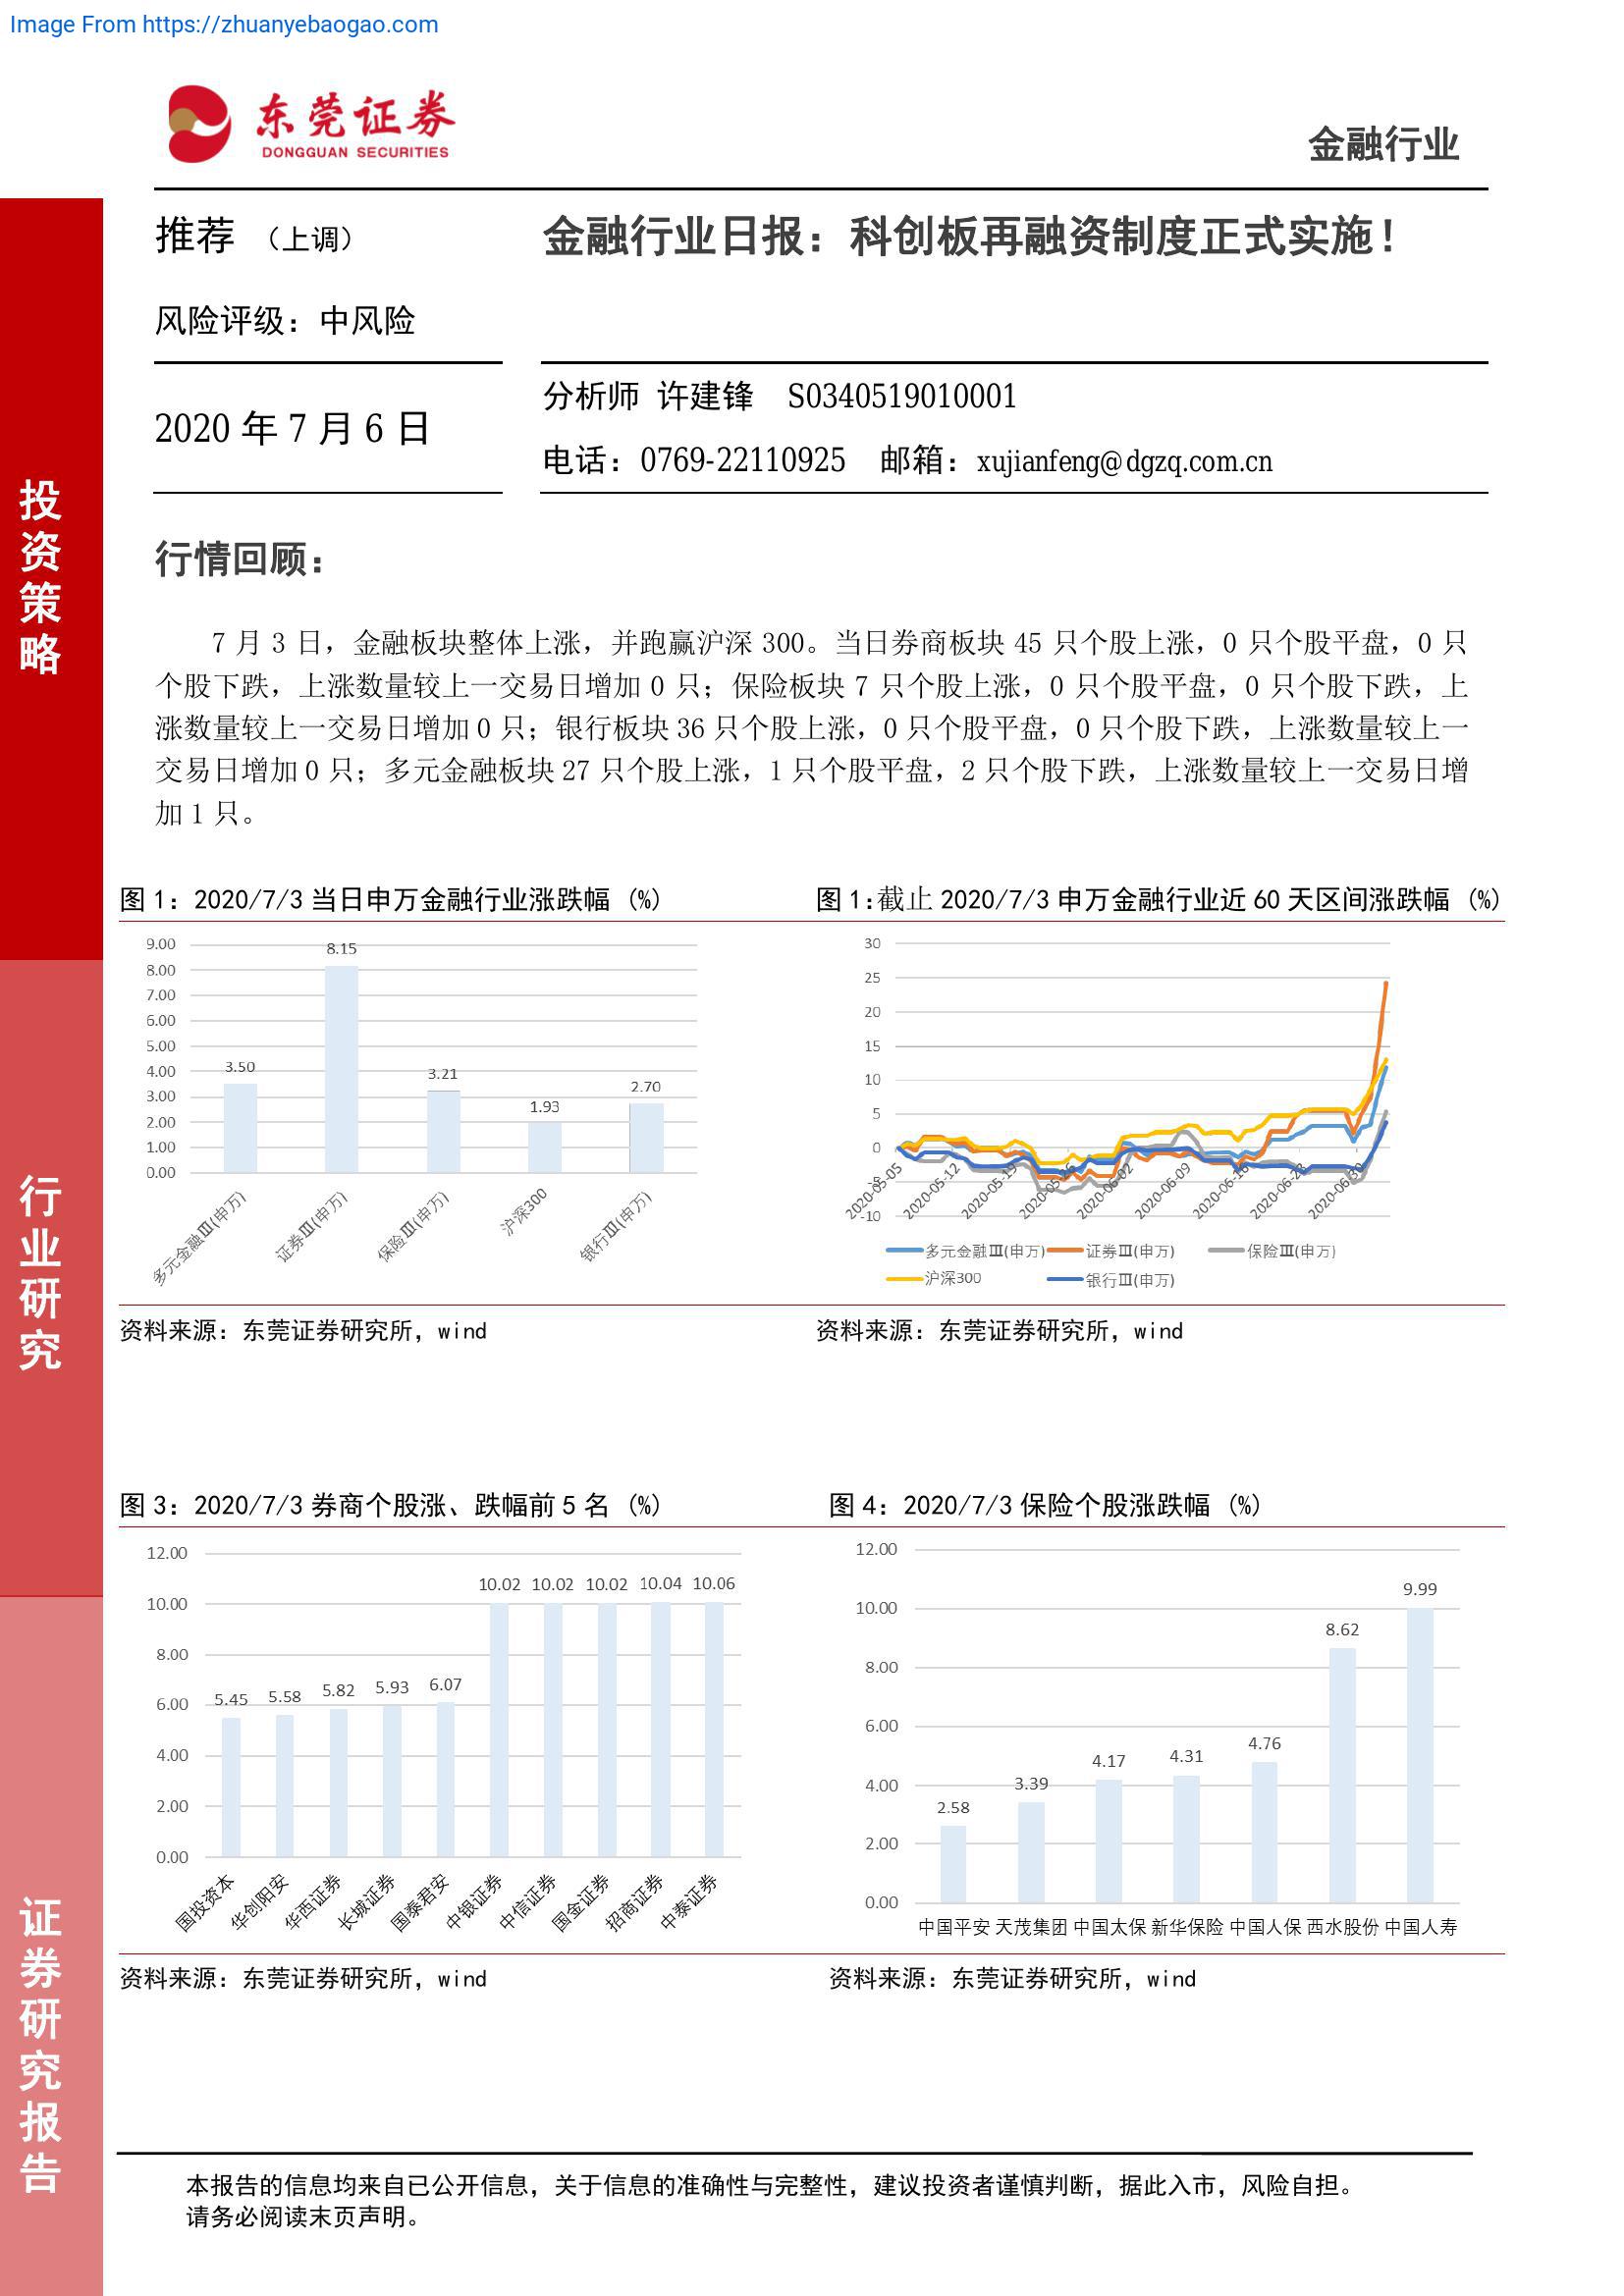 Image From https://zhuanyebaogao.com
东莞证券
DONGGUAN SECURITIES
金融行业
推荐 （上调）
金融行业日报：科创板再融资制度正式实施！
风险评级：中风险
2020 年 7 月 6 日
分析师 许建锋 S0340519010001
电话：0769-22110925 邮箱：xujianfeng@dgzq.com.cn
投资策略
行业研究
证券研究报告
行情回顾：
7 月 3 日，金融板块整体上涨，并跑赢沪深 300。当日券商板块 45 只个股上涨，0 只个股平盘，0 只
个股下跌，上涨数量较上一交易日增加 0 只；保险板块 7 只个股上涨，0 只个股平盘，0 只个股下跌，上
涨数量较上一交易日增加 0 只；银行板块 36 只个股上涨，0 只个股平盘，0 只个股下跌，上涨数量较上一
交易日增加 0 只；多元金融板块 27 只个股上涨，1 只个股平盘，2 只个股下跌，上涨数量较上一交易日增
加 1 只。
图 1：2020/7/3 当日申万金融行业涨跌幅（%）
9.00
8.00
7.00
6.00
5.00
4.00
3.00
2.00
1.00
0.00
3.50
8.15
3.21
1.93
2.70
多元金融Ⅲ(申万)
证券Ⅲ(申万)
保险Ⅲ(申万)
沪深300
银行Ⅲ(申万)
资料来源：东莞证券研究所，wind
图 1:截止 2020/7/3 申万金融行业近 60 天区间涨跌幅（%）
30
25
20
15
10
5
0
-5
-10
2020-05-05
2020-05-12
2020-05-19
2020-05-26
2020-06-02
2020-06-09
2020-06-16
2020-06-23
2020-06-30
多元金融Ⅲ(申万) 证券Ⅲ(申万) 保险Ⅲ(申万)
沪深300 银行Ⅲ(申万)
资料来源：东莞证券研究所，wind
图 3：2020/7/3 券商个股涨、跌幅前 5 名（%）
12.00
10.00
8.00
6.00
4.00
2.00
0.00
5.45
5.58
5.82
5.93
6.07
10.02
10.02
10.02
10.04
10.06
国投资本
华创阳安
华西证券
长城证券
国泰君安
中银证券
中信证券
国金证券
招商证券
中泰证券
资料来源：东莞证券研究所，wind
图 4：2020/7/3 保险个股涨跌幅（%）
12.00
10.00
8.00
6.00
4.00
2.00
0.00
2.58
3.39
4.17
4.31
4.76
8.62
9.99
中国平安 天茂集团 中国太保 新华保险 中国人保 西水股份 中国人寿
资料来源：东莞证券研究所，wind
本报告的信息均来自已公开信息，关于信息的准确性与完整性，建议投资者谨慎判断，据此入市，风险自担。
请务必阅读末页声明。